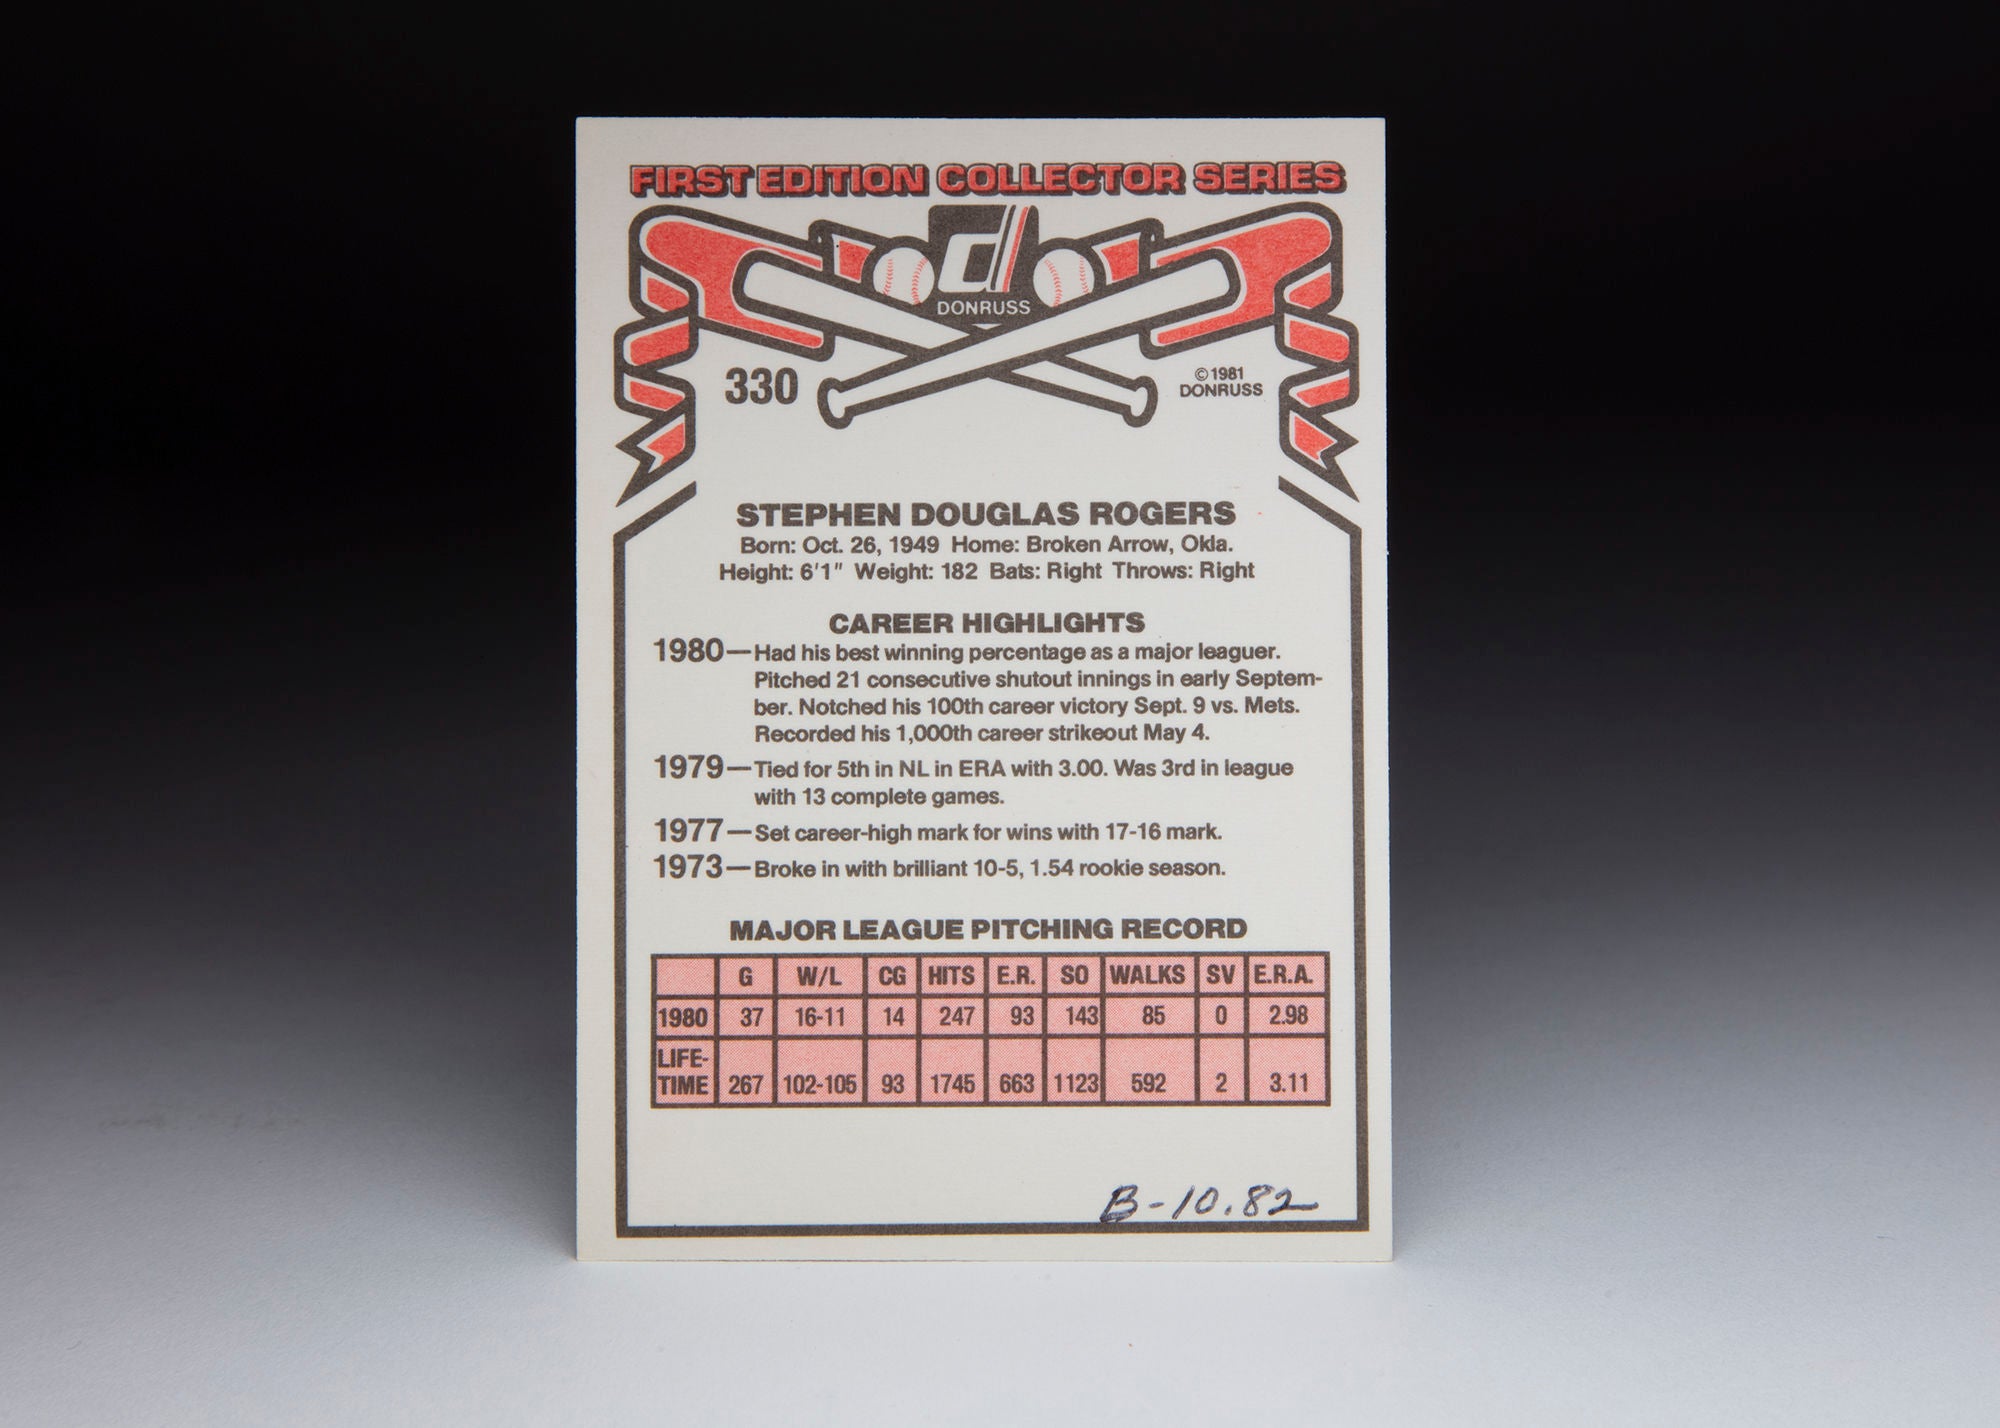 FIRST EDITION COLLECTOR SERIES
d
DONRUSS
330
©1981
DONRUSS
STEPHEN DOUGLAS ROGERS
Born: Oct. 26, 1949 Home: Broken Arrow, Okla.
Height: 6'1" Weight: 182 Bats: Right Throws: Right
CAREER HIGHLIGHTS
1980—Had his best winning percentage as a major leaguer.
Pitched 21 consecutive shutout innings in early Septem-
ber. Notched his 100th career victory Sept. 9 vs. Mets.
Recorded his 1,000th career strikeout May 4.
1979—Tied for 5th in NL in ERA with 3.00. Was 3rd in league
with 13 complete games.
1977—Set career-high mark for wins with 17-16 mark.
1973—Broke in with brilliant 10-5, 1.54 rookie season.
MAJOR LEAGUE PITCHING RECORD
G W/L CG HITS E.R. SO WALKS SV E.R.A.
1980 37 16-11 14 247 93 143 85 0 2.98
LIFE-
TIME 267 102-105 93 1745 663 1123 592 2 3.11
B-10.82